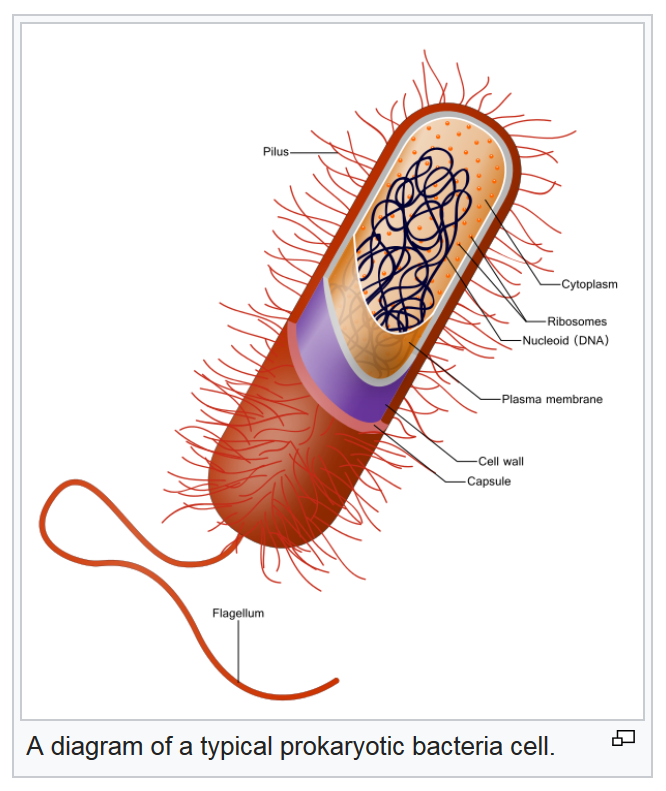 Pilus
Cytoplasm
Ribosomes
Nucleoid (DNA)
Plasma membrane
Cell wall
Capsule
Flagellum
A diagram of a typical prokaryotic bacteria cell.